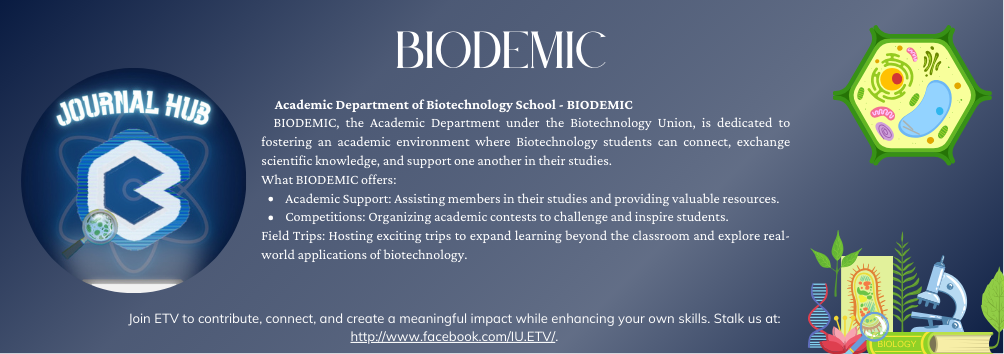 BIODEMIC
JOURNAL HUB
Academic Department of Biotechnology School - BIODEMIC
BIODEMIC, the Academic Department under the Biotechnology Union, is dedicated to
fostering an academic environment where Biotechnology students can connect, exchange
scientific knowledge, and support one another in their studies.
What BIODEMIC offers:
• Academic Support: Assisting members in their studies and providing valuable resources.
• Competitions: Organizing academic contests to challenge and inspire students.
Field Trips: Hosting exciting trips to expand learning beyond the classroom and explore real-
world applications of biotechnology.
Join ETV to contribute, connect, and create a meaningful impact while enhancing your own skills. Stalk us at:
http://www.facebook.com/IU.ETV/.
BIOLOGY